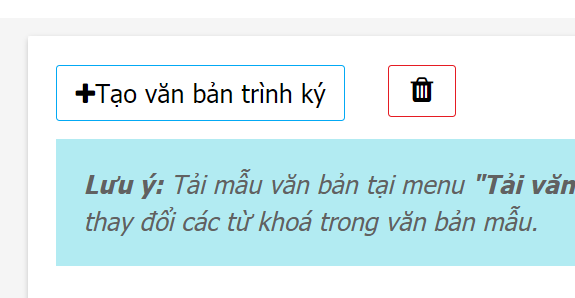 Tạo văn bản trình ký
Lưu ý: Tải mẫu văn bản tại menu "Tải văn
thay đổi các từ khoá trong văn bản mẫu.